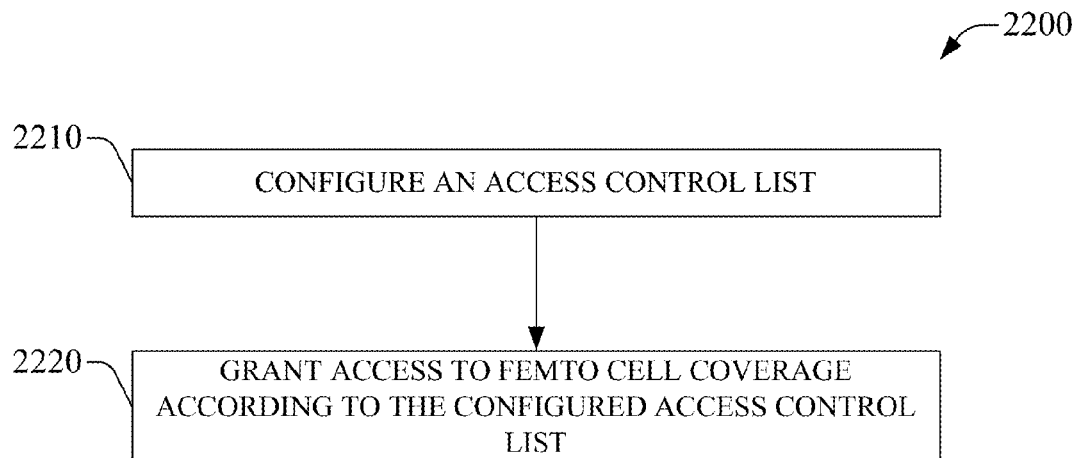 2200
2210
CONFIGURE AN ACCESS CONTROL LIST
2220
GRANT ACCESS TO FEMTO CELL COVERAGE
ACCORDING TO THE CONFIGURED ACCESS CONTROL
LIST